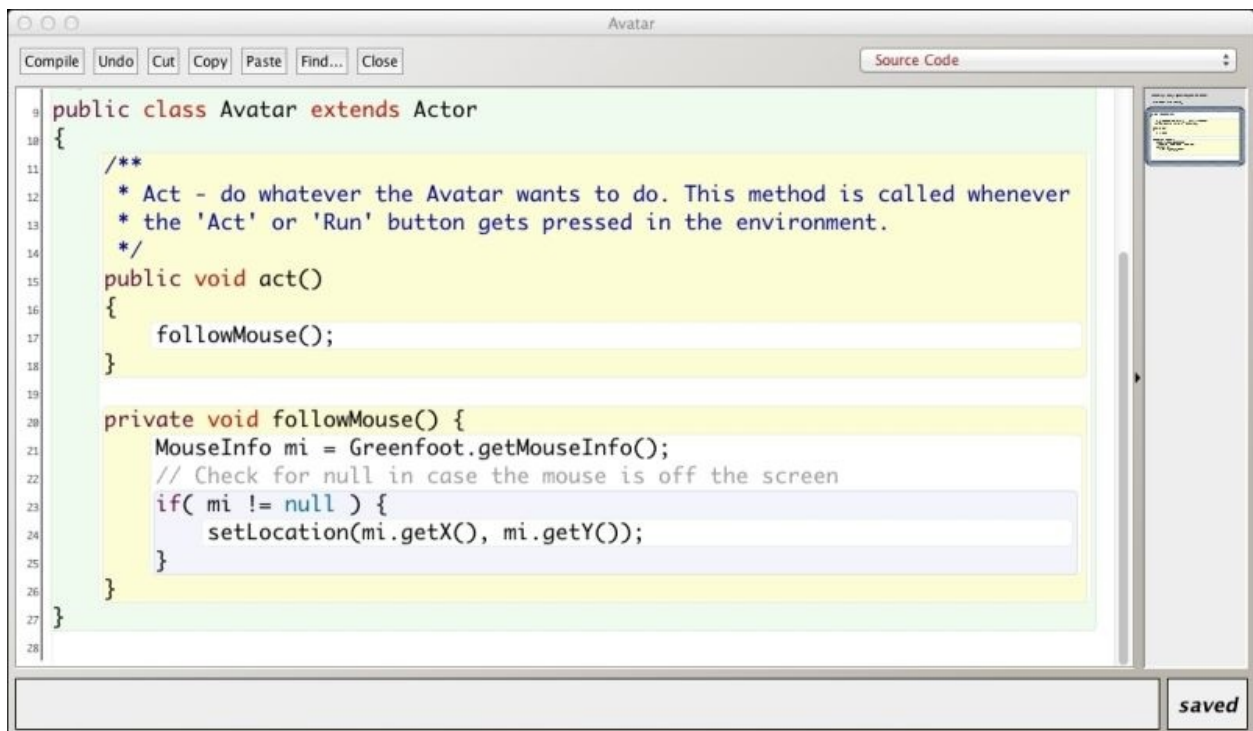 Avatar
Compile Undo Cut Copy Paste Find... Close Source Code
9 public class Avatar extends Actor
10 {
11 /**
12 * Act - do whatever the Avatar wants to do. This method is called whenever
13 * the 'Act' or 'Run' button gets pressed in the environment.
14 */
15 public void act()
16 {
17 followMouse();
18 }
19
20 private void followMouse() {
21 MouseInfo mi = Greenfoot.getMouseInfo();
22 // Check for null in case the mouse is off the screen
23 if( mi != null ) {
24 setLocation(mi.getX(), mi.getY());
25 }
26 }
27 }
28
saved